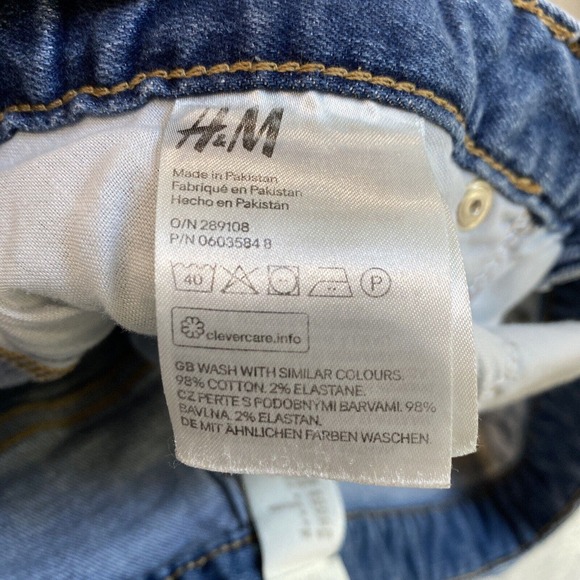 H&M
Made in Pakistan
Fabriqué en Pakistan
Hecho en Pakistán
O/N 289108
P/N 0603584 8
40 P
clevercare.info
GB WASH WITH SIMILAR COLOURS.
98% COTTON. 2% ELASTANE.
CZ PERTE S PODOBNYMI BARVAMI. 98%
BAVLNA. 2% ELASTAN.
DE MIT ÄHNLICHEN FARBEN WASCHEN.